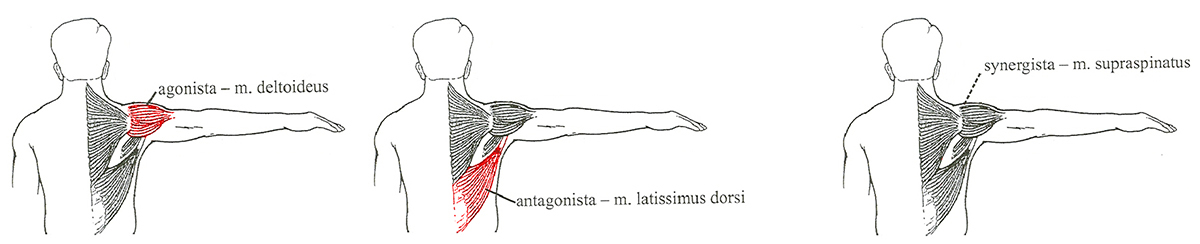 agonista – m. deltoideus
antagonista – m. latissimus dorsi
synergista – m. supraspinatus